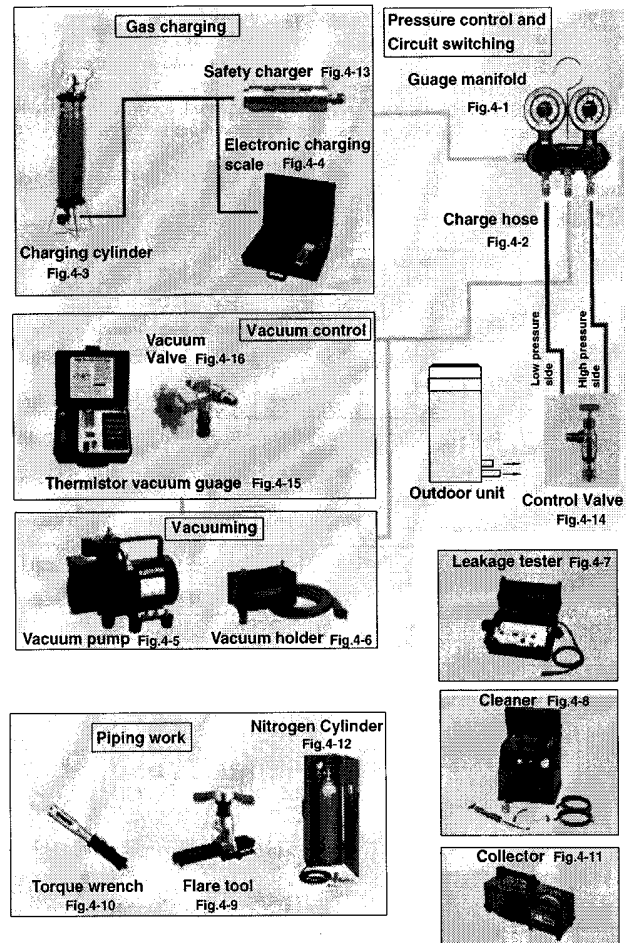 Gas charging
Safety charger Fig.4-13
Electronic charging
scale Fig.4-4
Charging cylinder
Fig.4-3
Pressure control and
Circuit switching
Guage manifold
Fig.4-1
Charge hose
Fig.4-2
Low pressure
side
High pressure
side
Vacuum control
Vacuum
Valve Fig.4-16
Thermistor vacuum guage Fig.4-15
Outdoor unit
Control Valve
Fig.4-14
Vacuuming
Vacuum pump Fig.4-5
Vacuum holder Fig.4-6
Leakage tester Fig.4-7
Cleaner Fig.4-8
Collector Fig.4-11
Piping work
Nitrogen Cylinder
Fig.4-12
Torque wrench
Fig.4-10
Flare tool
Fig.4-9